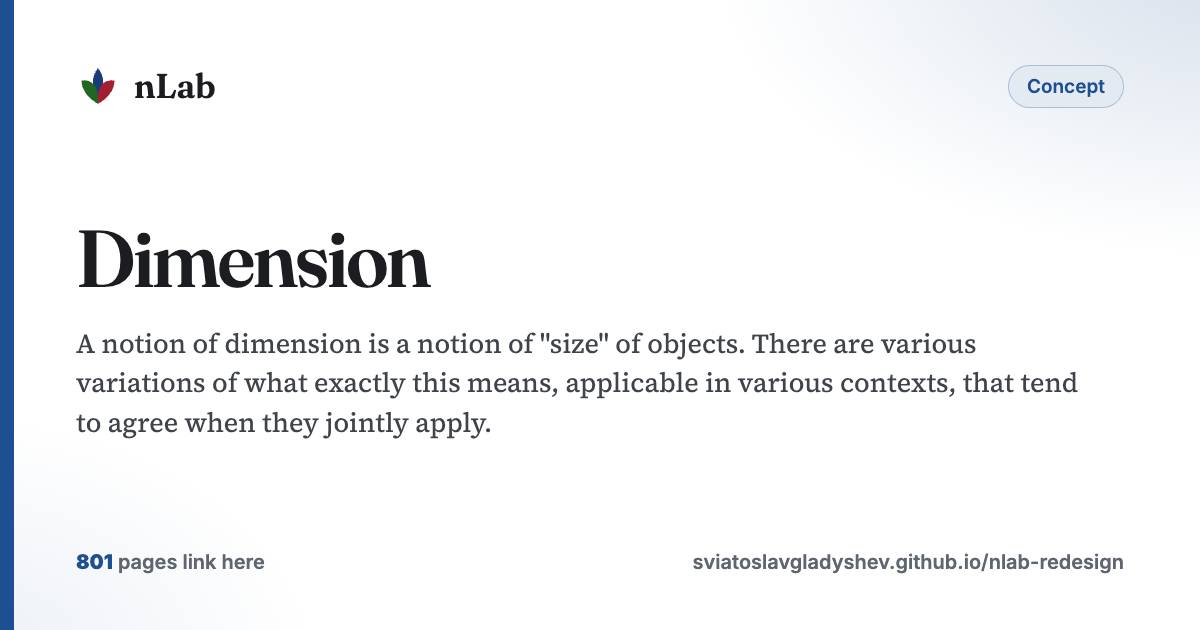 nLab
Concept
Dimension
A notion of dimension is a notion of "size" of objects. There are various
variations of what exactly this means, applicable in various contexts, that tend
to agree when they jointly apply.
801 pages link here
sviatoslavgladyshev.github.io/nlab-redesign